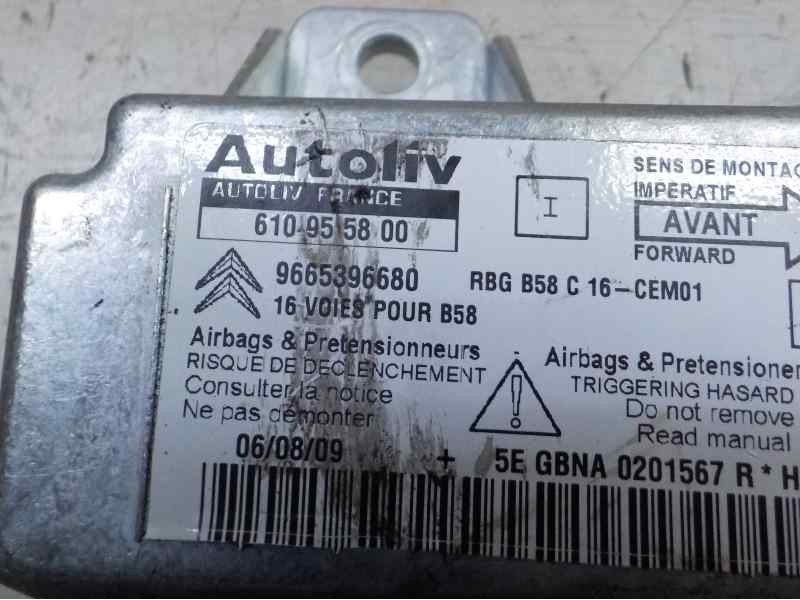 Autoliv
AUTOLIV FRANCE
610 95 58 00
I
SENS DE MONTAG
IMPERATIF
AVANT
FORWARD
9665396680 RBG B58 C 16-CEM01
16 VOIES POUR B58
Airbags & Pretensionneurs
RISQUE DE DECLENCHEMENT
Consulter la notice
Ne pas démonter
Airbags & Pretensioner
TRIGGERING HASARD
Do not remove
Read manual
06/08/09 + 5E GBNA 0201567 R * H